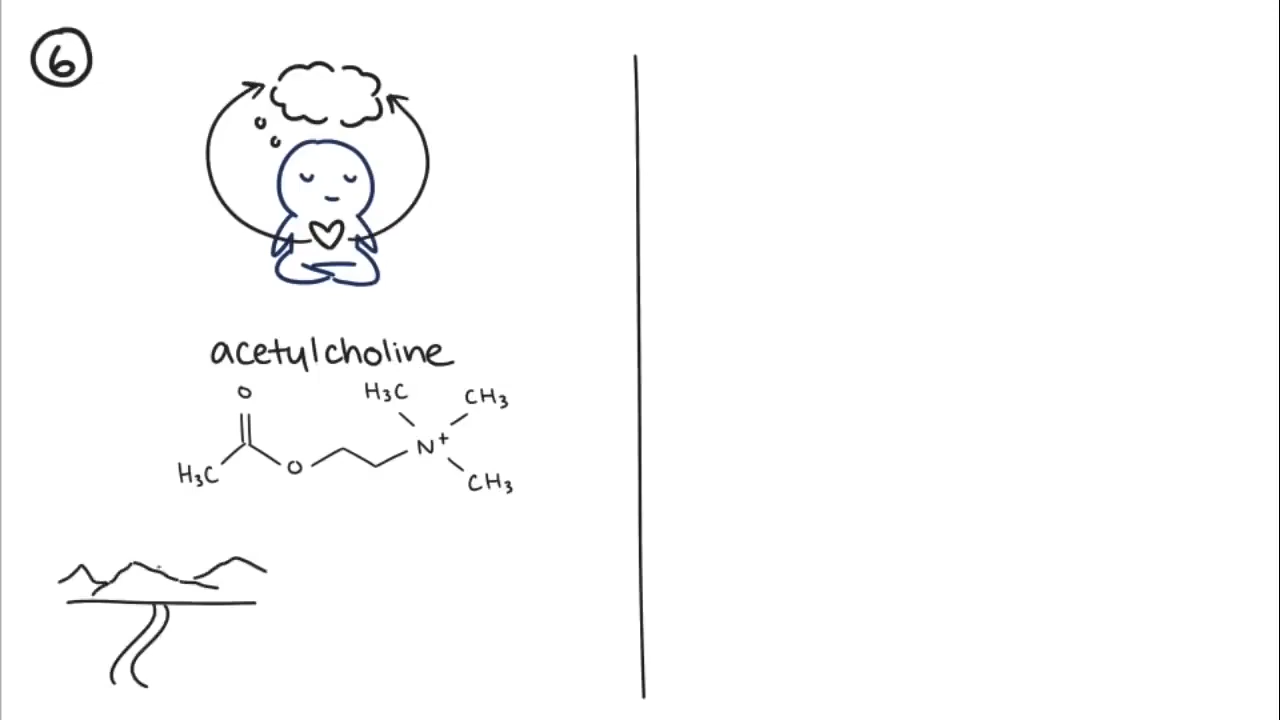 6
acetylcholine
O
H₃C
CH₃
N⁺
O
H₃C
CH₃